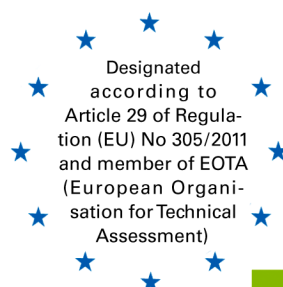 Designated
according to
Article 29 of Regula-
tion (EU) No 305/2011
and member of EOTA
(European Organi-
sation for Technical
Assessment)